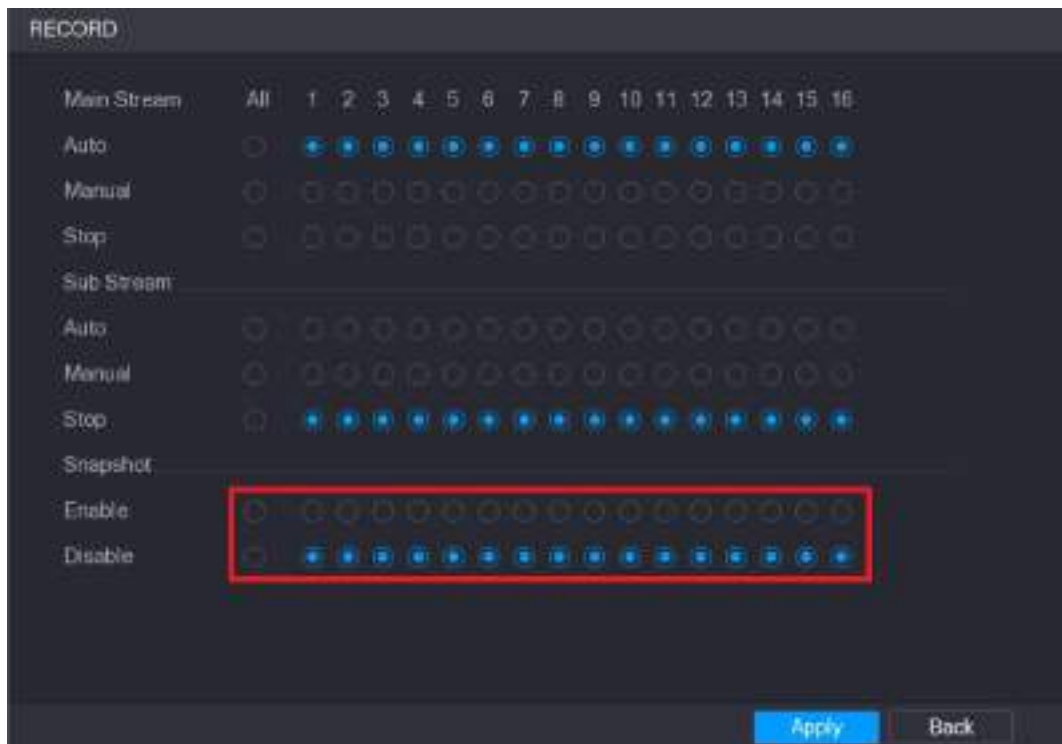 RECORD
Main Stream All 1 2 3 4 5 6 7 8 9 10 11 12 13 14 15 16
Auto
Manual
Stop
Sub Stream
Auto
Manual
Stop
Snapshot
Enable
Disable
Apply Back